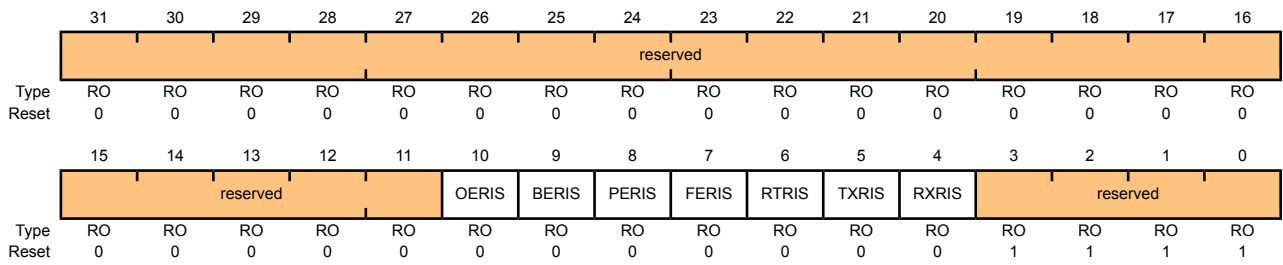 31 30 29 28 27 26 25 24 23 22 21 20 19 18 17 16
reserved
Type RO RO RO RO RO RO RO RO RO RO RO RO RO RO RO RO
Reset 0 0 0 0 0 0 0 0 0 0 0 0 0 0 0 0
15 14 13 12 11 10 9 8 7 6 5 4 3 2 1 0
reserved OERIS BERIS PERIS FERIS RTRIS TXRIS RXRIS reserved
Type RO RO RO RO RO RO RO RO RO RO RO RO RO RO RO RO
Reset 0 0 0 0 0 0 0 0 0 0 0 0 1 1 1 1